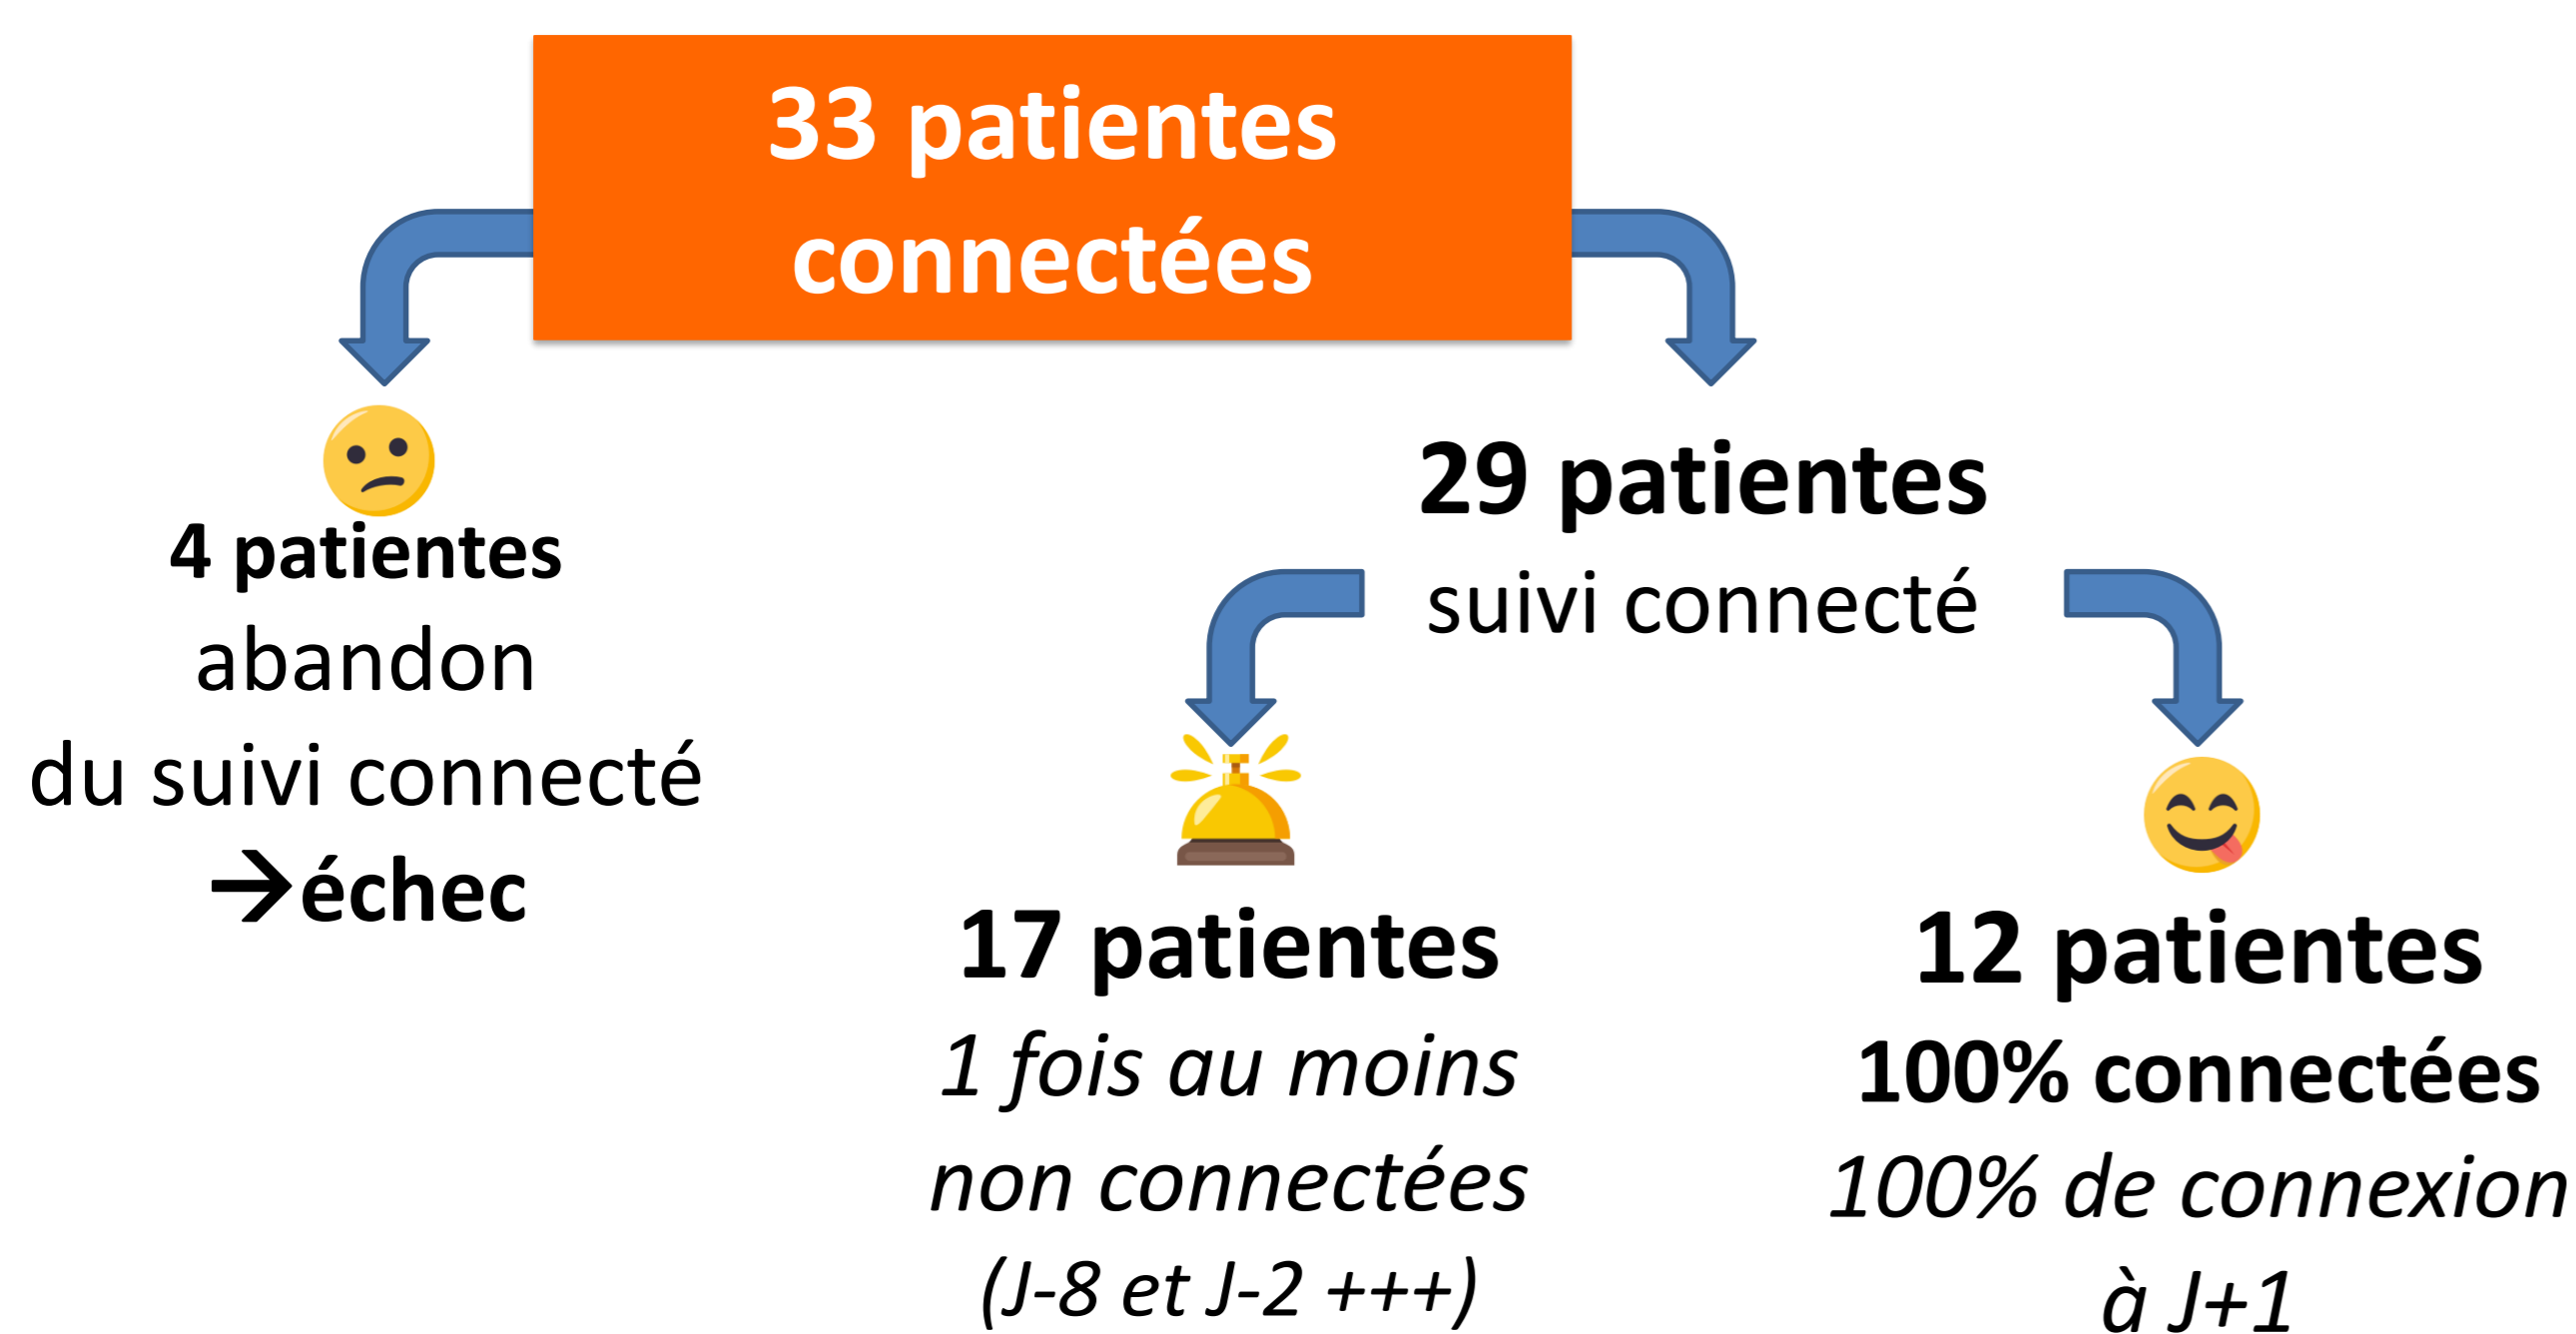 33 patientes
connectées
4 patientes
abandon
du suivi connecté
→échec
29 patientes
suivi connecté
17 patientes
1 fois au moins
non connectées
(J-8 et J-2 +++)
12 patientes
100% connectées
100% de connexion
à J+1